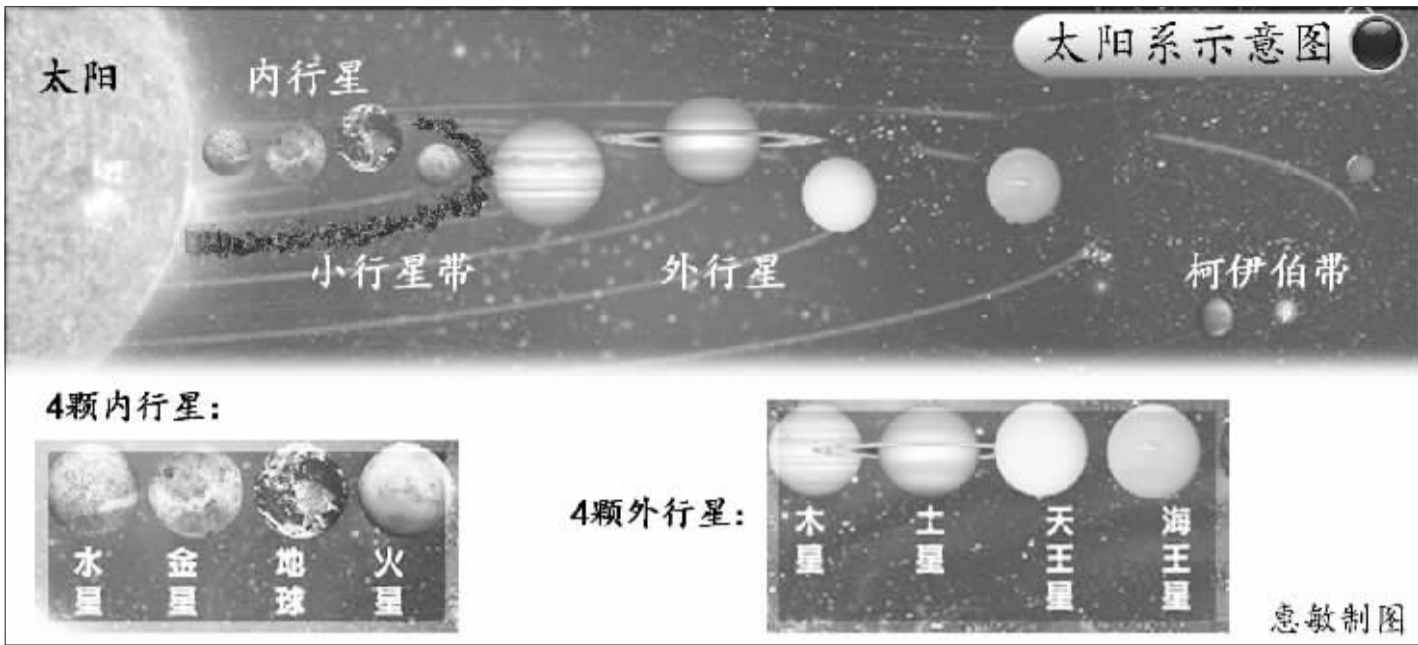 太阳系示意图
太阳
内行星
小行星带
外行星
柯伊伯带
4颗内行星：
水星
金星
地球
火星
4颗外行星：
木星
土星
天王星
海王星
惠敏制图